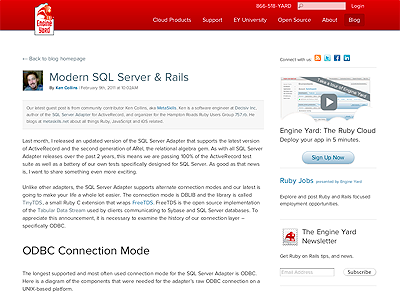 866-518-YARD
Login
Engine Yard
Cloud Products Support EY University Open Source About Blog
← Back to blog homepage
Modern SQL Server & Rails
By Ken Collins | February 9th, 2011 at 10:02AM
Our latest guest post is from community contributor Ken Collins, aka MetaSkills. Ken is a software engineer at Decisiv Inc,
author of the SQL Server Adapter for ActiveRecord, and organizer for the Hampton Roads Ruby Users Group 757.rb. He
blogs at metaskills.net about all things Ruby, JavaScript and iOS related.
Last month, I released an updated version of the SQL Server Adapter that supports the latest version
of ActiveRecord and the second generation of ARel, the relational algebra gem. As with all SQL Server
Adapter releases over the past 2 years, this means we are passing 100% of the ActiveRecord test
test suite as well as a battery of our own tests specifically designed for SQL Server. As good as that news
is, I want to share something even more exciting.
Unlike other adapters, the SQL Server Adapter supports alternate connection modes and our latest is
going to make your life a whole lot easier. The connection mode is DBLIB and the library is called
TinyTDS, a small Ruby C extension that wraps FreeTDS. FreeTDS is the open source implementation
of the Tabular Data Stream used by clients communicating to Sybase and SQL Server databases. To
appreciate this announcement, it is necessary to examine the history of our connection layer –
specifically ODBC.
ODBC Connection Mode
The longest supported and most often used connection mode for the SQL Server Adapter is ODBC.
Here is a diagram of the components that were needed for the adapter's raw ODBC connection on a
UNIX-based platform.
Connect with us
Engine Yard: The Ruby Cloud
Deploy your app in 5 minutes.
Sign Up Now
Ruby Jobs presented by Engine Yard
Explore and post Ruby and Rails focused
employment opportunities.
The Engine Yard
Newsletter
Get Ruby on Rails tips, and news.
Email Address
Subscribe